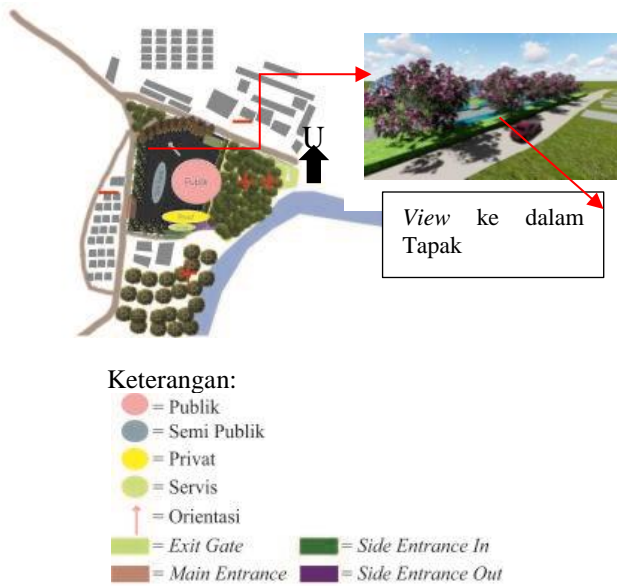 U
Publik
View ke dalam
Tapak
Keterangan:
= Publik
= Semi Publik
= Privat
= Servis
= Orientasi
= Exit Gate
= Side Entrance In
= Main Entrance
= Side Entrance Out